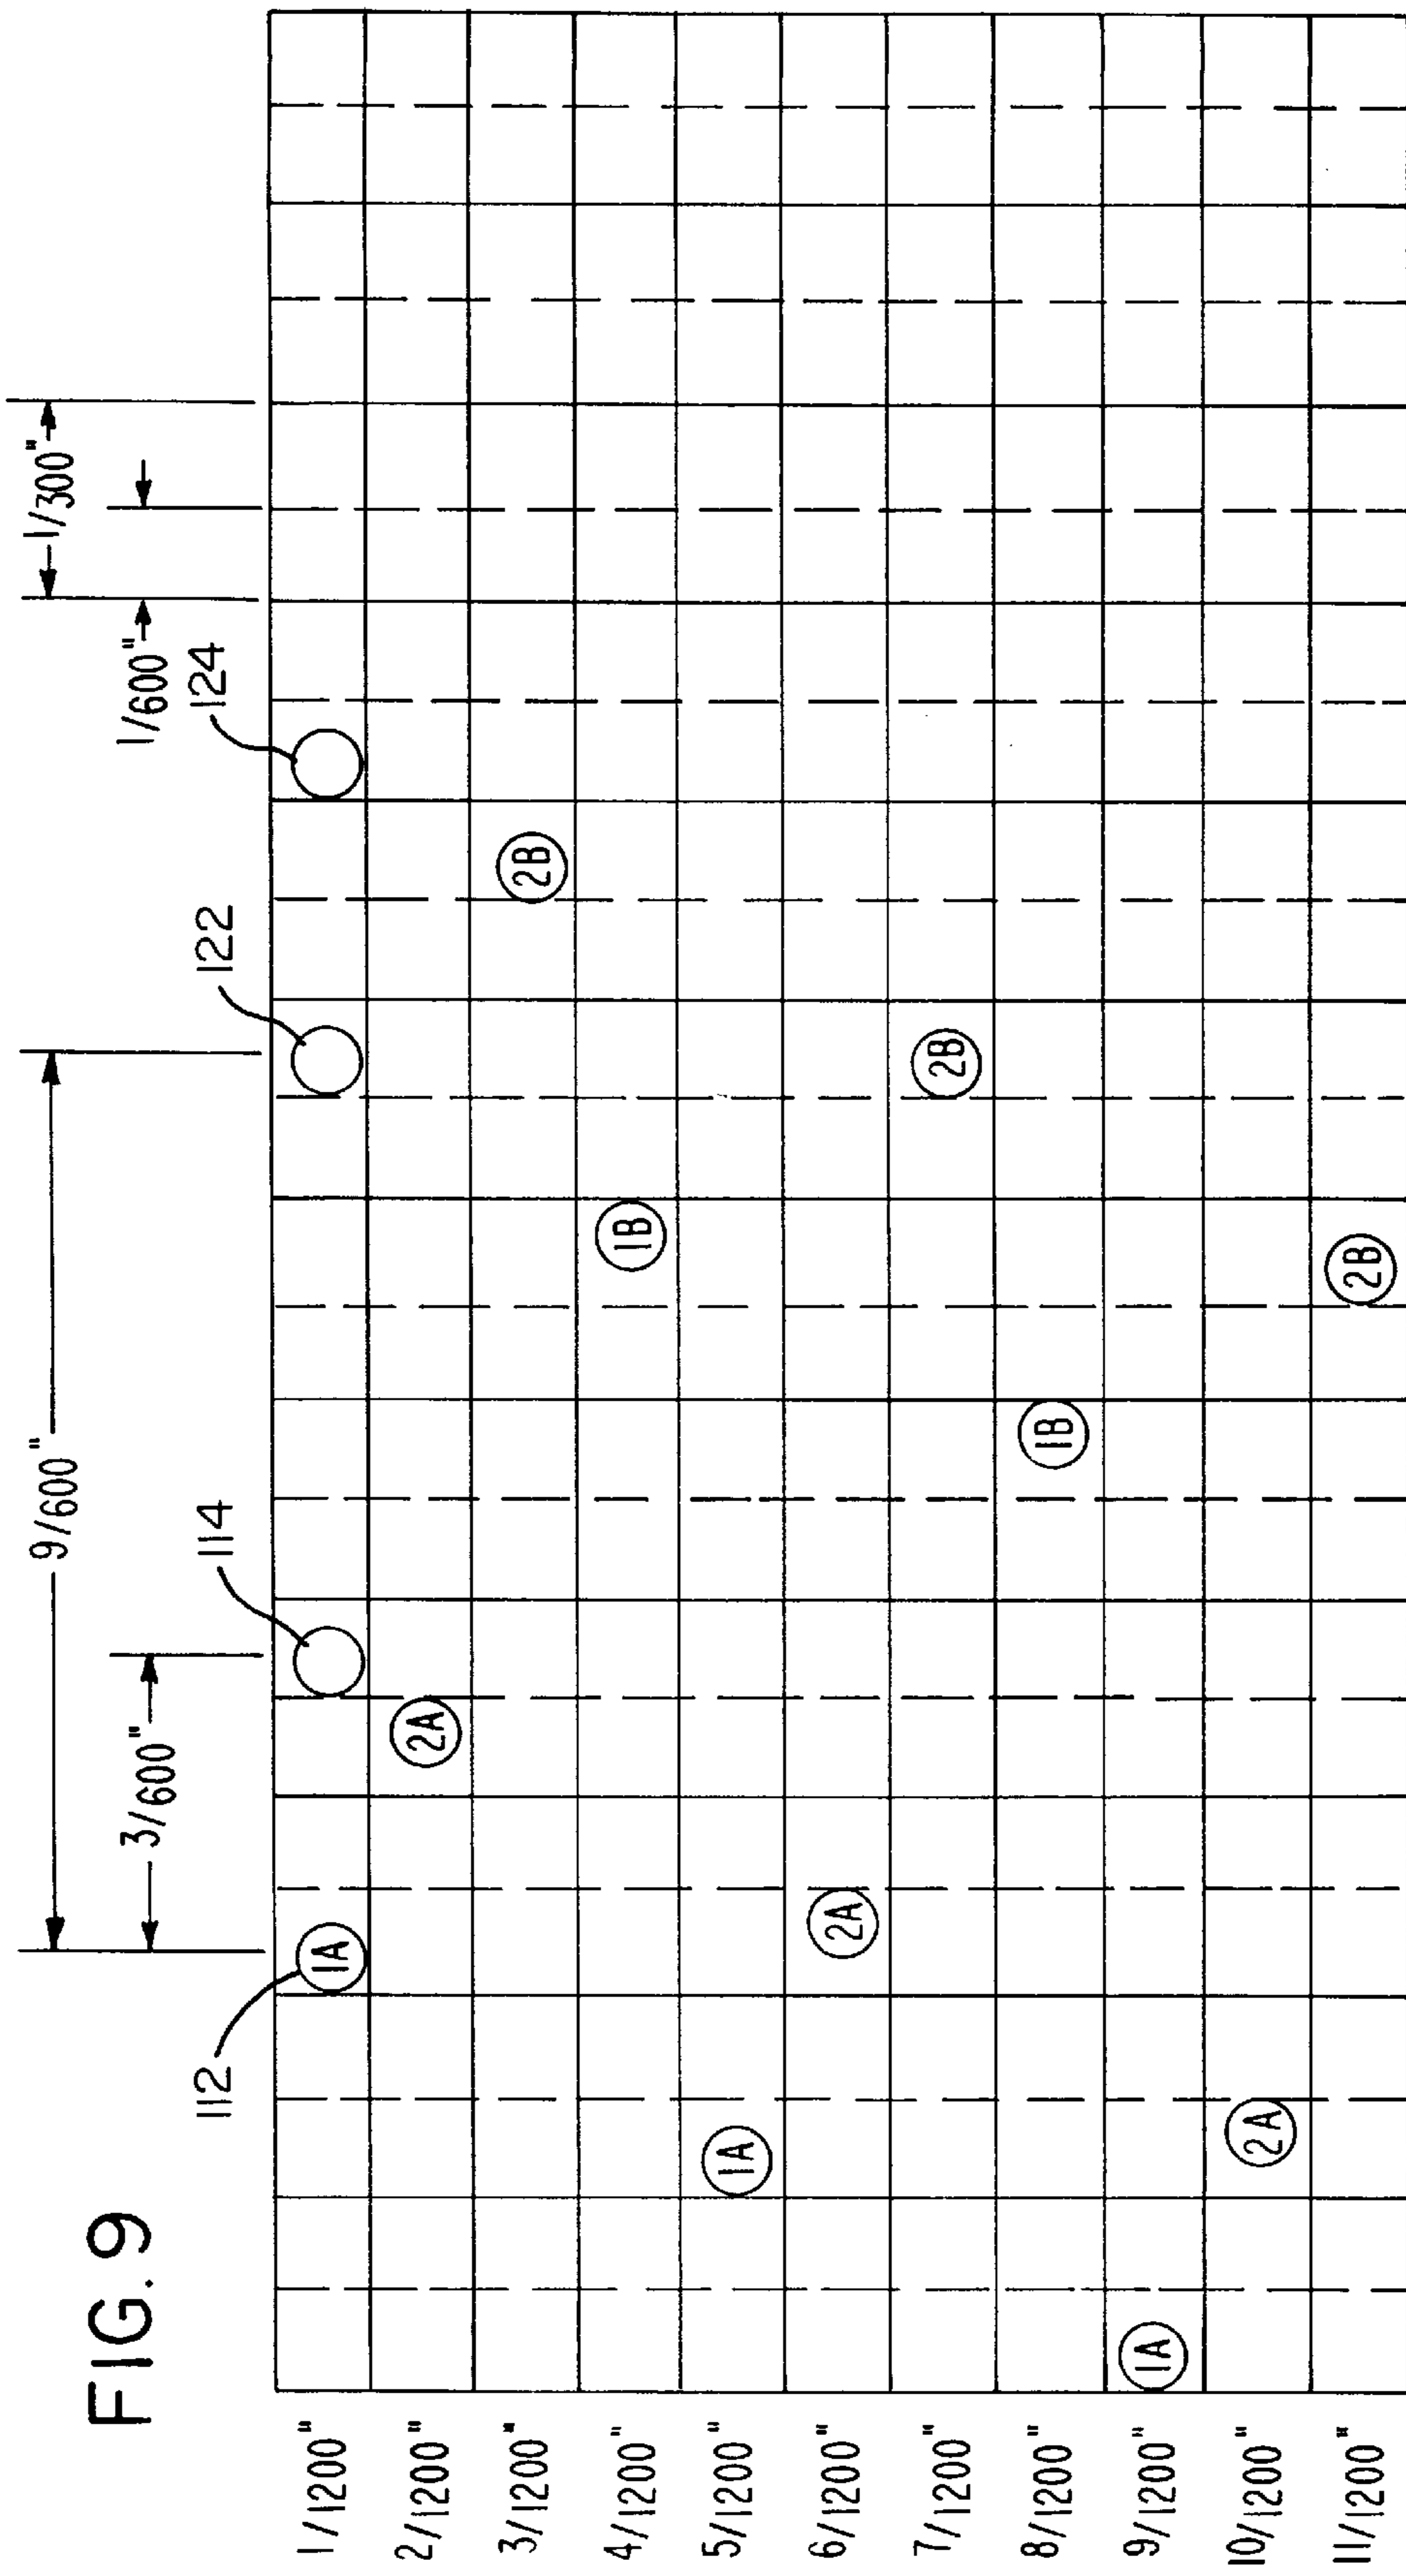 FIG. 9
9/600"
3/600"
1/300"
1/600"
112
114
122
124
1/1200" 1A
2/1200" 2A
3/1200" 2B
4/1200" 1B
5/1200" 1A
6/1200" 2A
7/1200" 2B
8/1200" 1B
9/1200" 1A
10/1200" 2A
11/1200" 2B